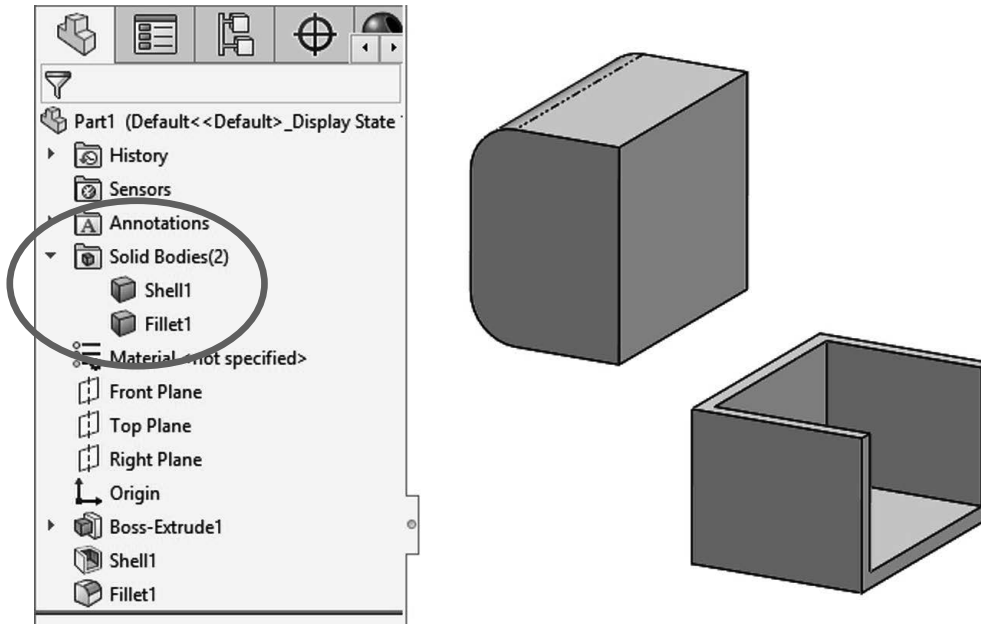 Part1 (Default<<Default>_Display State
History
Sensors
Annotations
Solid Bodies(2)
Shell1
Fillet1
Material <not specified>
Front Plane
Top Plane
Right Plane
Origin
Boss-Extrude1
Shell1
Fillet1